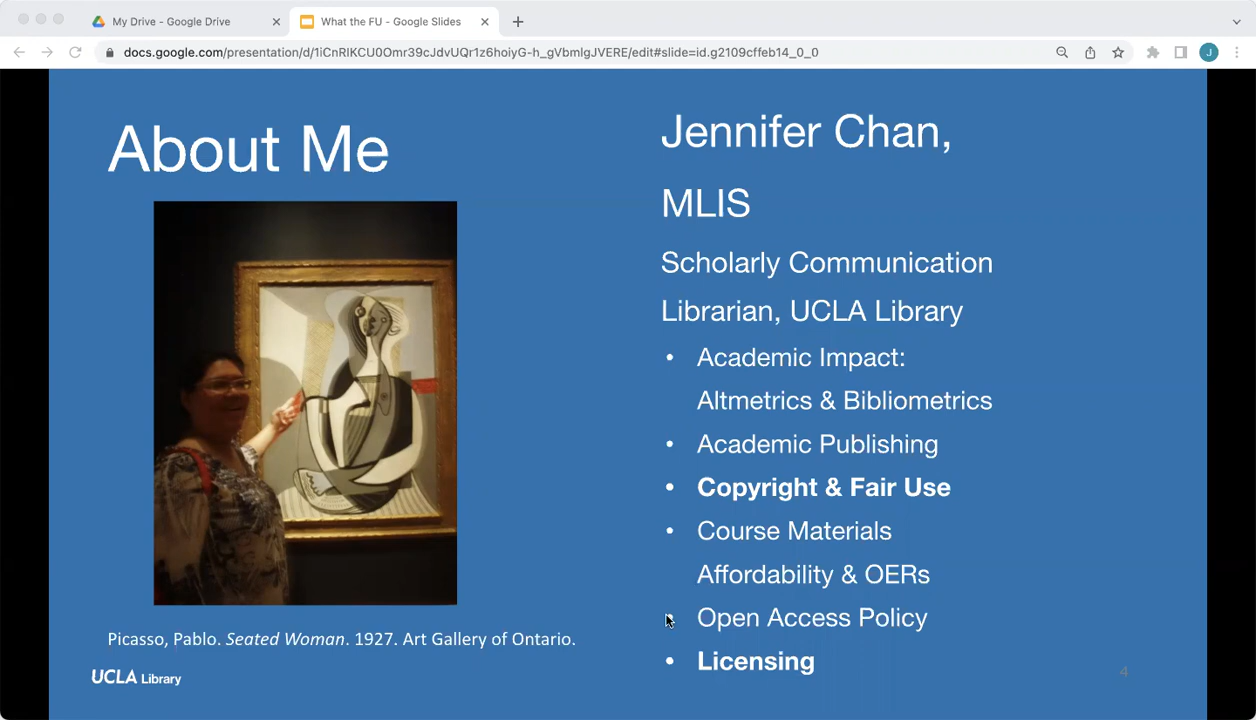 My Drive - Google Drive
What the FU - Google Slides
docs.google.com/presentation/d/1iCnRlKCU0Omr39cJdvUQr1z6hoiyG-h_gVbmlgJVERE/edit#slide=id.g2109cffeb14_0_0
J
About Me
Picasso, Pablo. Seated Woman. 1927. Art Gallery of Ontario.
UCLA Library
Jennifer Chan,
MLIS
Scholarly Communication
Librarian, UCLA Library
• Academic Impact:
Altmetrics & Bibliometrics
• Academic Publishing
• Copyright & Fair Use
• Course Materials
Affordability & OERs
• Open Access Policy
• Licensing
4